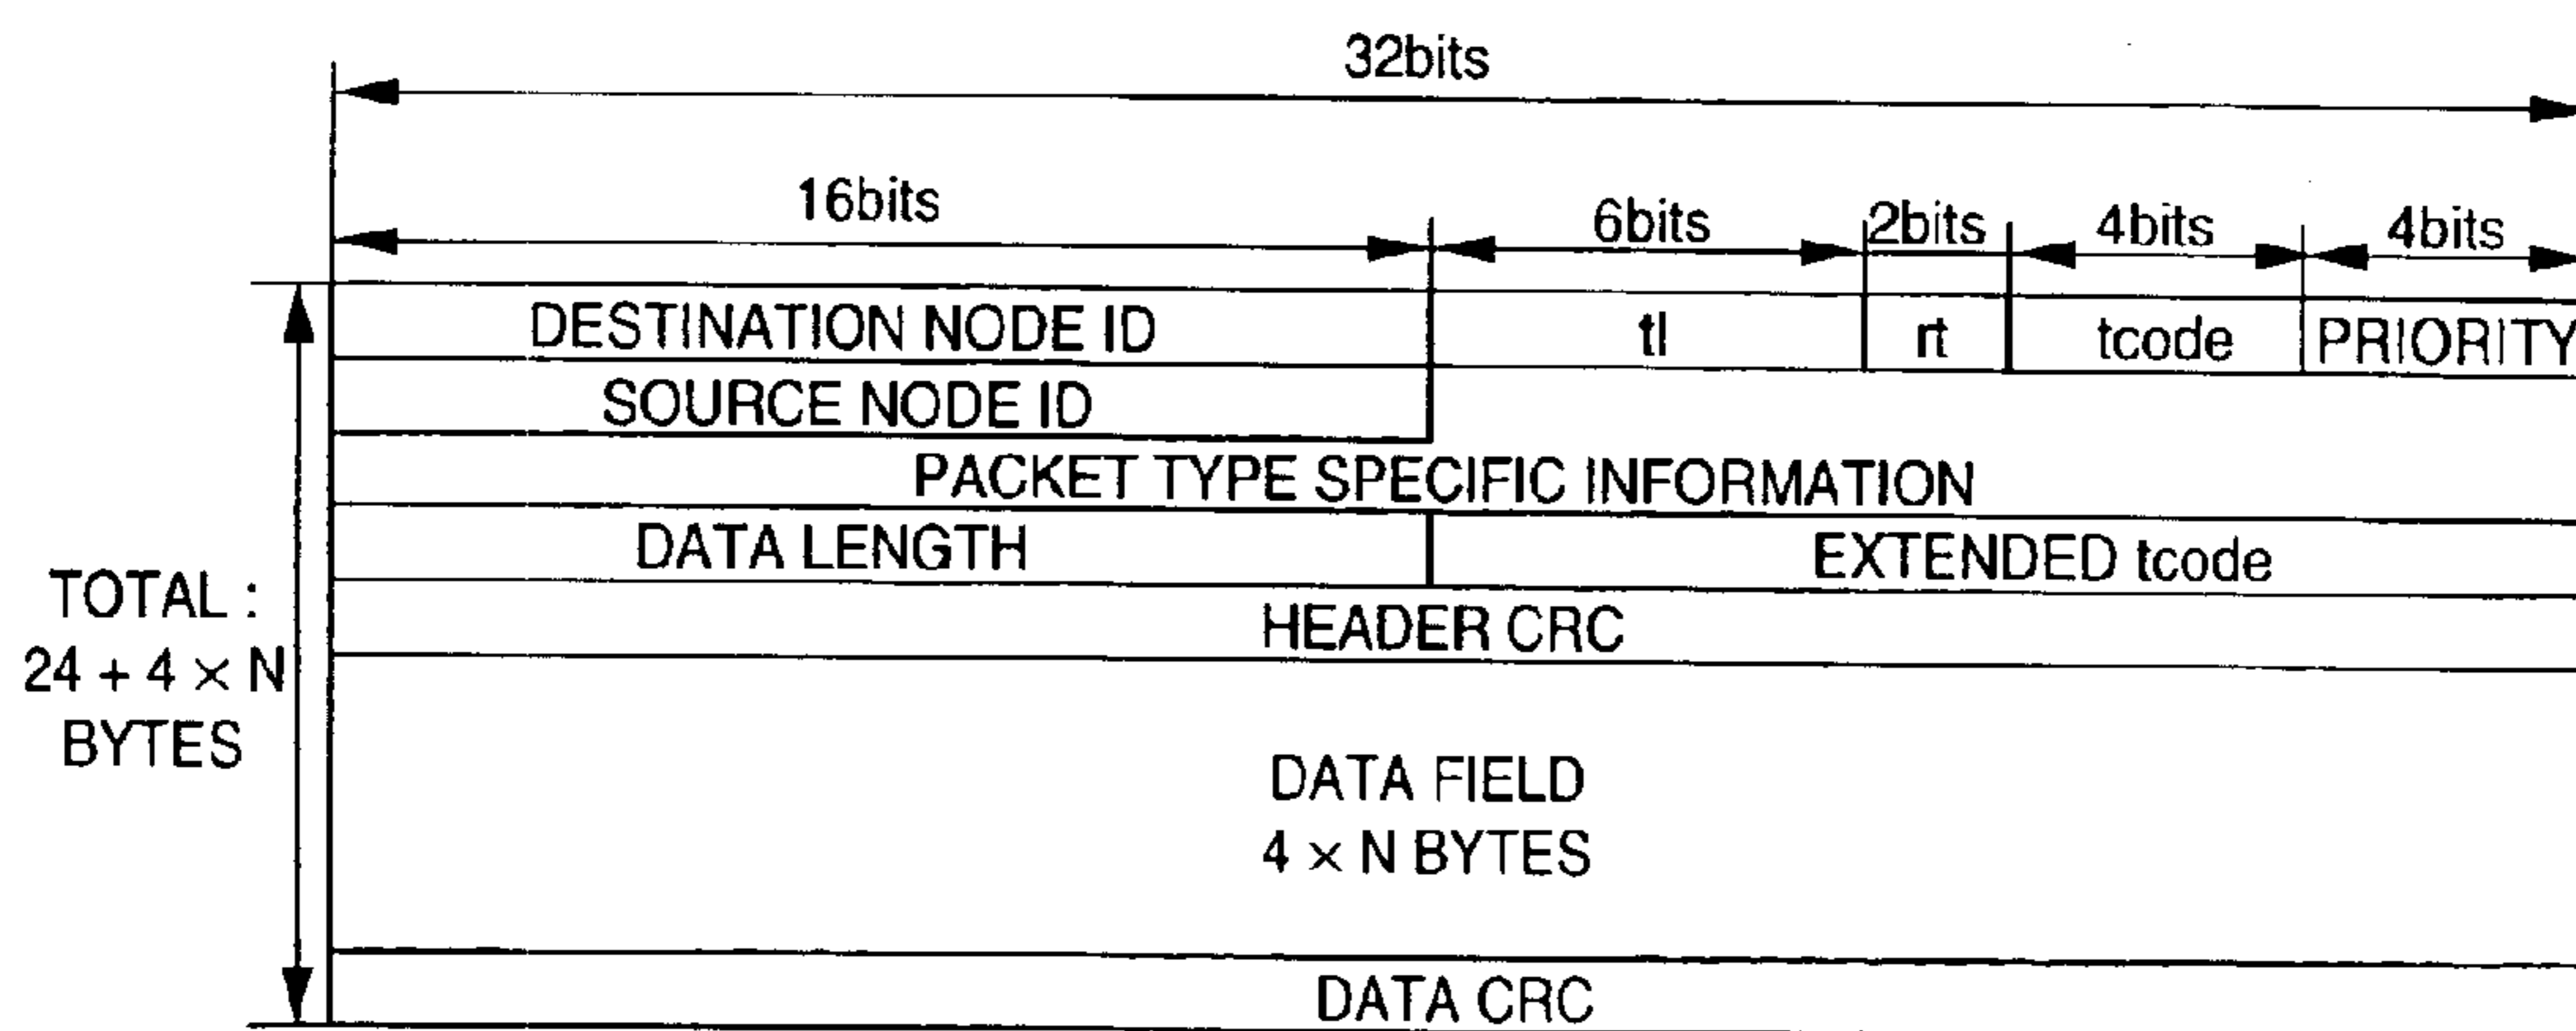 32bits
16bits 6bits 2bits 4bits 4bits
DESTINATION NODE ID tl rt tcode PRIORITY
SOURCE NODE ID
PACKET TYPE SPECIFIC INFORMATION
DATA LENGTH EXTENDED tcode
HEADER CRC
TOTAL :
24 + 4 × N
BYTES
DATA FIELD
4 × N BYTES
DATA CRC